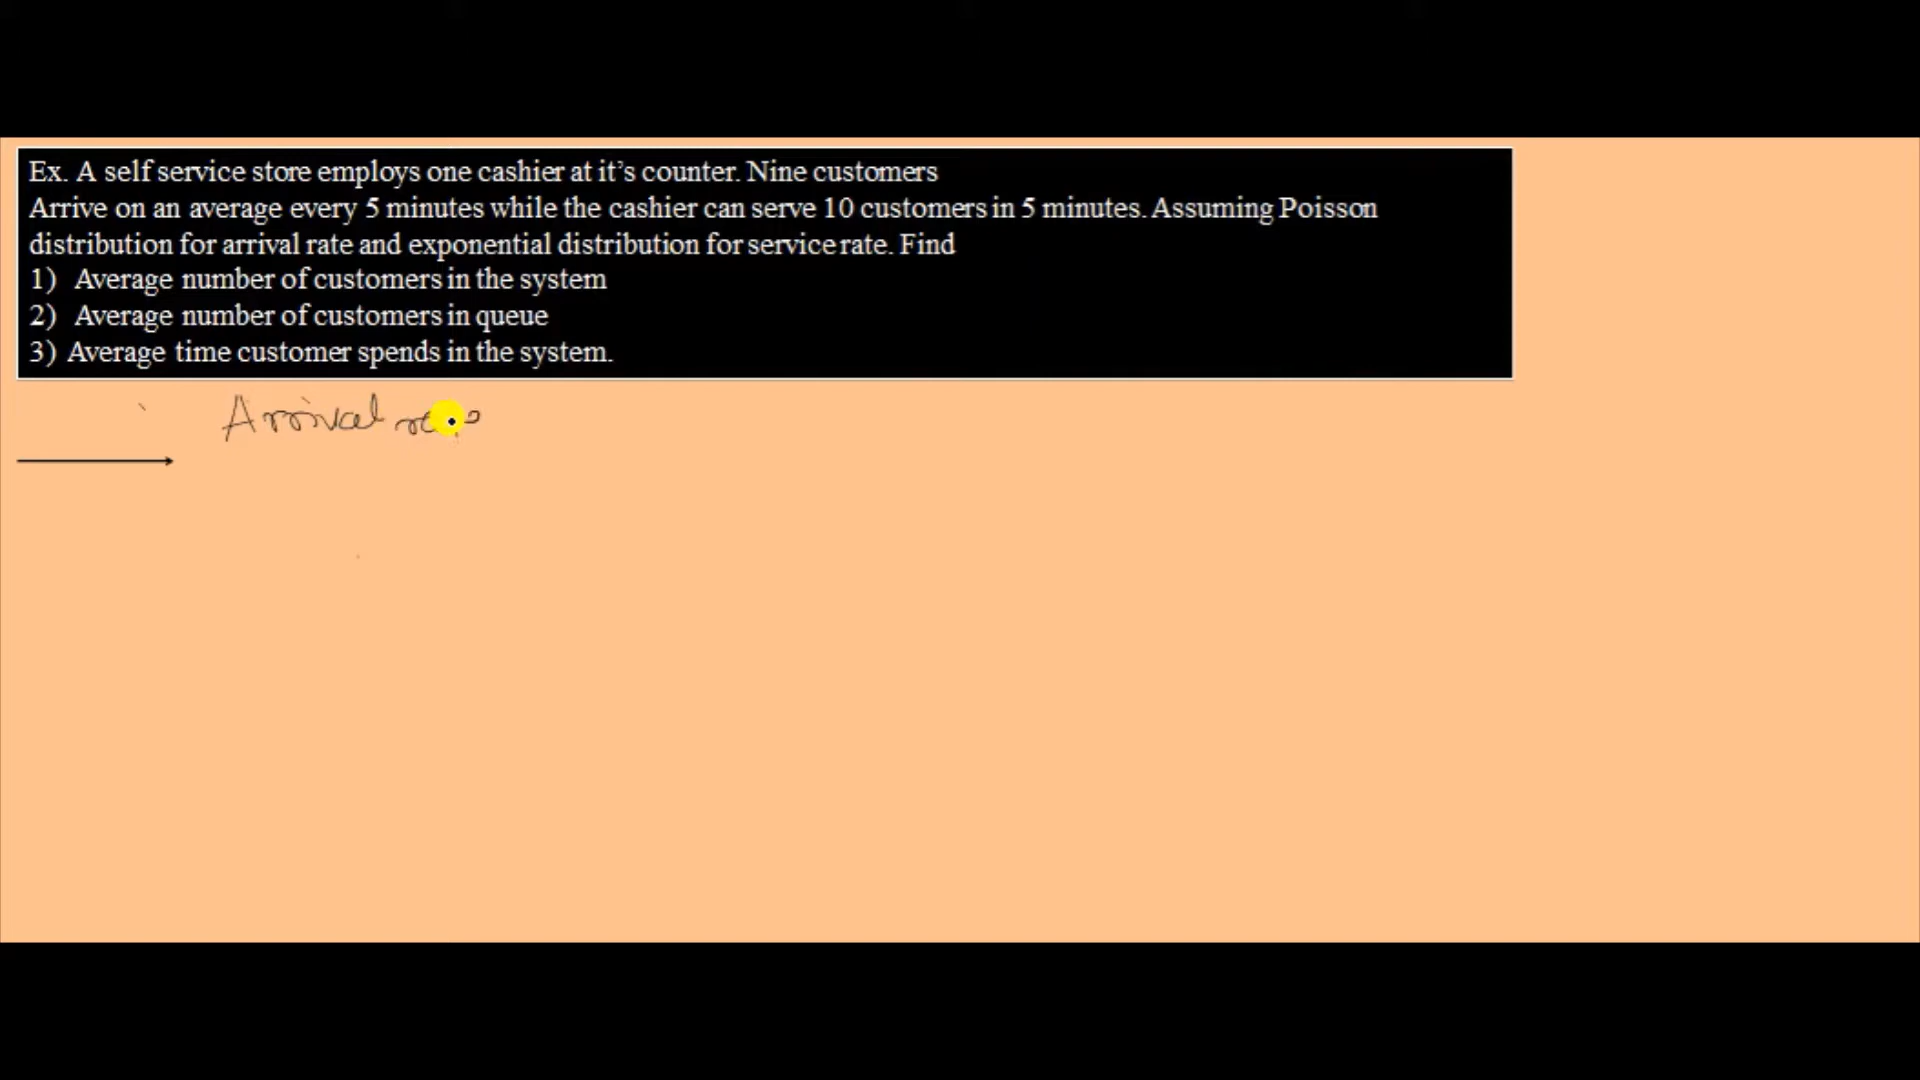 Ex. A self service store employs one cashier at it’s counter. Nine customers
Arrive on an average every 5 minutes while the cashier can serve 10 customers in 5 minutes. Assuming Poisson
distribution for arrival rate and exponential distribution for service rate. Find
1) Average number of customers in the system
2) Average number of customers in queue
3) Average time customer spends in the system.
Arrival